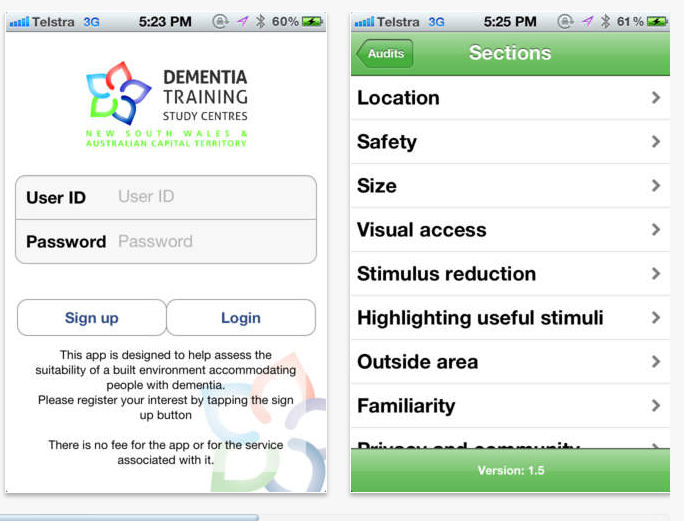 Telstra 3G 5:23 PM 60%
DEMENTIA
TRAINING
STUDY CENTRES
NEW SOUTH WALES &
AUSTRALIAN CAPITAL TERRITORY
User ID User ID
Password Password
Sign up Login
This app is designed to help assess the
suitability of a built environment accommodating
people with dementia.
Please register your interest by tapping the sign
up button
There is no fee for the app or for the service
associated with it.
Telstra 3G 5:25 PM 61%
Audits Sections
Location
Safety
Size
Visual access
Stimulus reduction
Highlighting useful stimuli
Outside area
Familiarity
Privacy and community
Version: 1.5